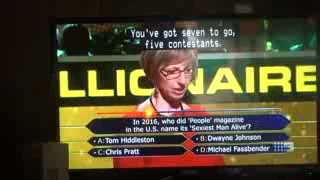 You've got seven to go,
five contestants.
LLIONAIRE
In 2016, who did 'People' magazine
in the U.S. name its 'Sexiest Man Alive'?
A: Tom Hiddleston
B: Dwayne Johnson
C: Chris Pratt
D: Michael Fassbender
9